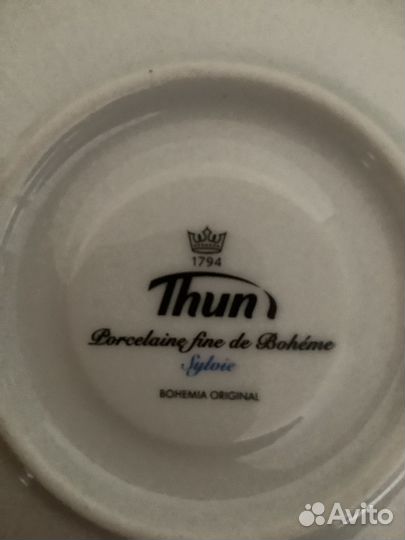 1794
Thun
Porcelaine fine de Bohéme
Sylvie
BOHEMIA ORIGINAL
Avito